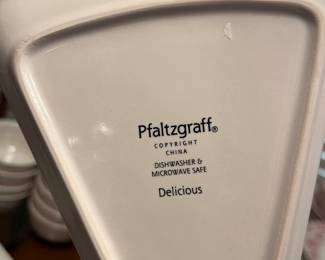 Pfaltzgraff®
COPYRIGHT
CHINA
DISHWASHER &
MICROWAVE SAFE
Delicious